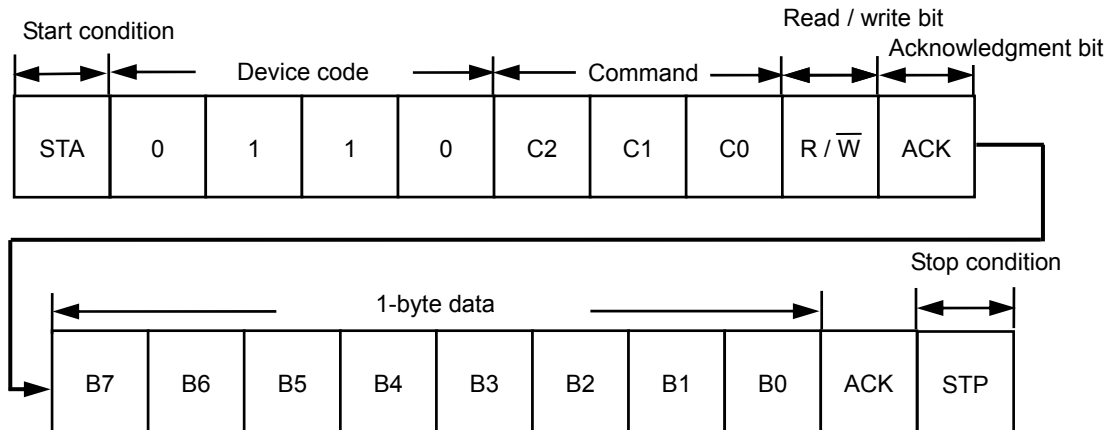 Read / write bit
Start condition
Acknowledgment bit
Device code
Command
STA 0 1 1 0 C2 C1 C0 R / W̅ ACK
Stop condition
1-byte data
B7 B6 B5 B4 B3 B2 B1 B0 ACK STP